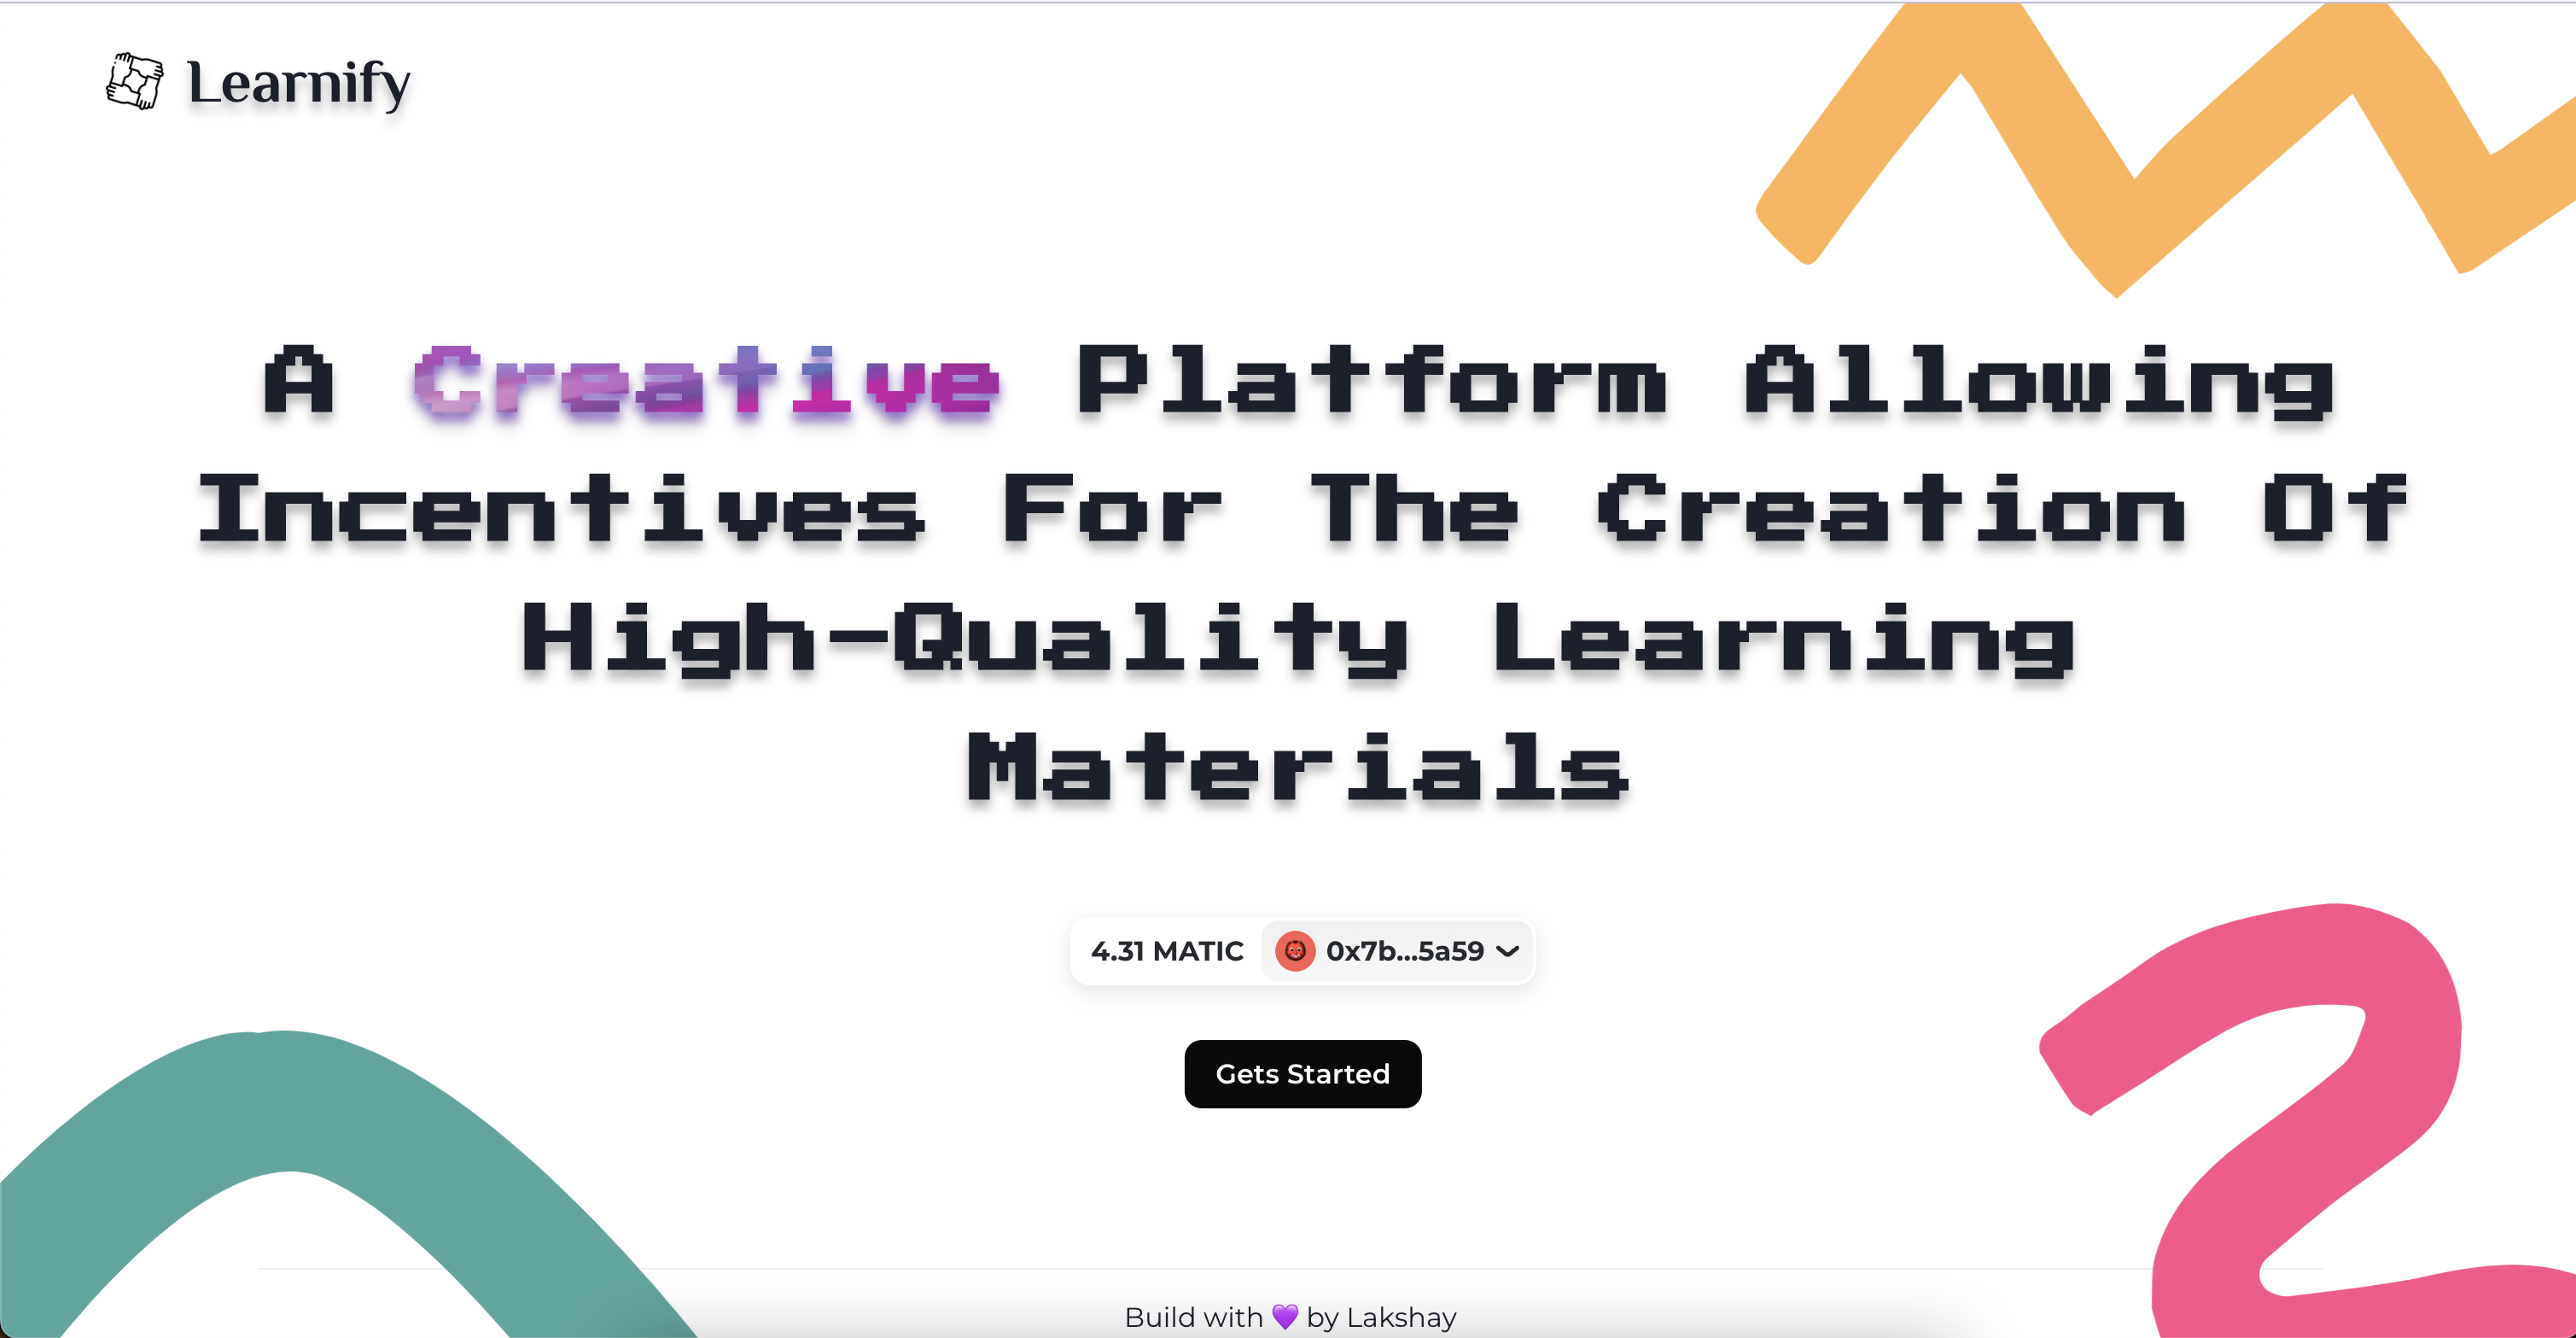 Learnify
A Creative Platform Allowing
Incentives For The Creation Of
High-Quality Learning
Materials
4.31 MATIC 0x7b...5a59
Gets Started
Build with 💜 by Lakshay